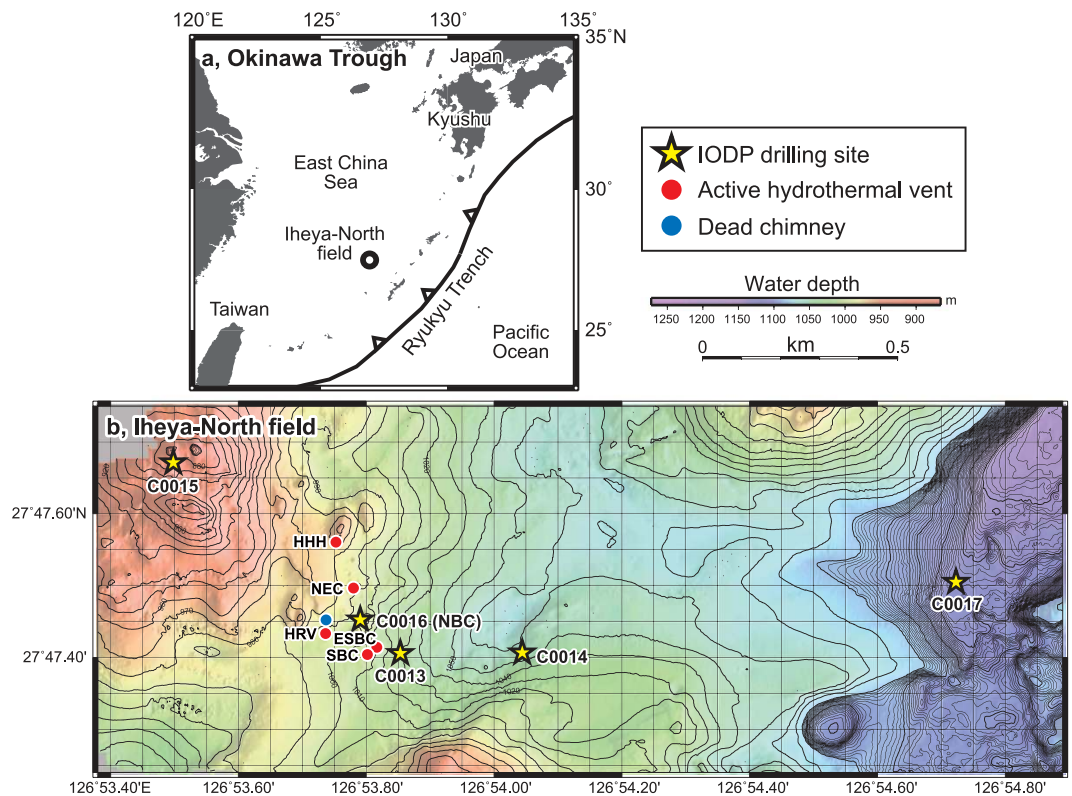 120˚E
125˚
130˚
135˚
35˚N
a, Okinawa Trough
Japan
Kyushu
East China
Sea
30˚
Iheya-North
field
Ryukyu Trench
Taiwan
25˚
Pacific
Ocean
IODP drilling site
Active hydrothermal vent
Dead chimney
Water depth
m
1250 1200 1150 1100 1050 1000 950 900
0 km 0.5
b, Iheya-North field
C0015
27˚47.60'N
HHH
NEC
C0016 (NBC)
HRV
ESBC
SBC
C0013
C0014
C0017
27˚47.40'
126˚53.40'E
126˚53.60'
126˚53.80'
126˚54.00'
126˚54.20'
126˚54.40'
126˚54.60'
126˚54.80'